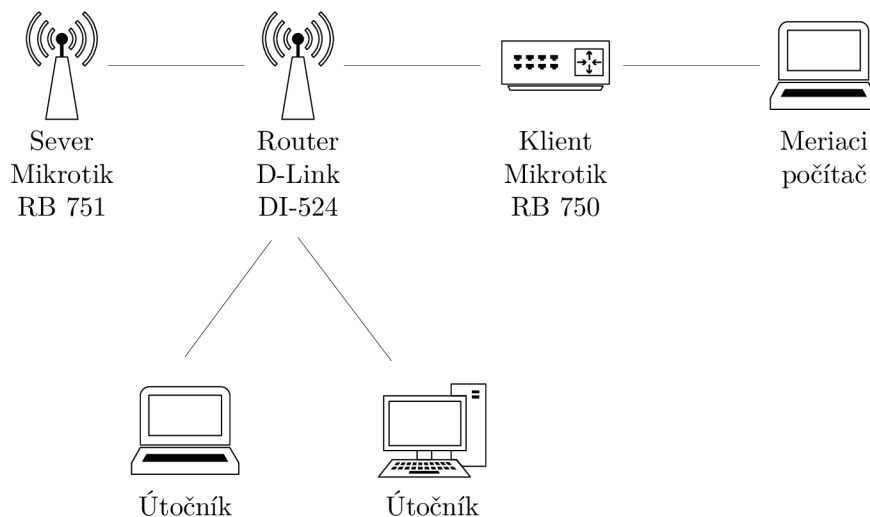 Sever
Mikrotik
RB 751
Router
D-Link
DI-524
Klient
Mikrotik
RB 750
Meriaci
počítač
Útočník
Útočník